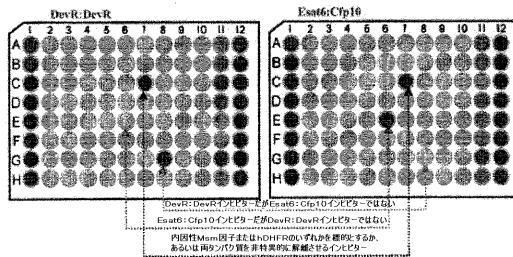 DevR:DevR
Esat6:Cfp10
1 2 3 4 5 6 7 8 9 10 11 12
A
B
C
D
E
F
G
H
1 2 3 4 5 6 7 8 9 10 11 12
A
B
C
D
E
F
G
H
DevR:DevRインヒビターだがEsat6:Cfp10インヒビターではない
Esat6:Cfp10インヒビターだがDevR:DevRインヒビターではない
内因性Msm因子またはhDHFRのいずれかを標的とするか、
あるいは両タンパク質を非特異的に解離させるインヒビター